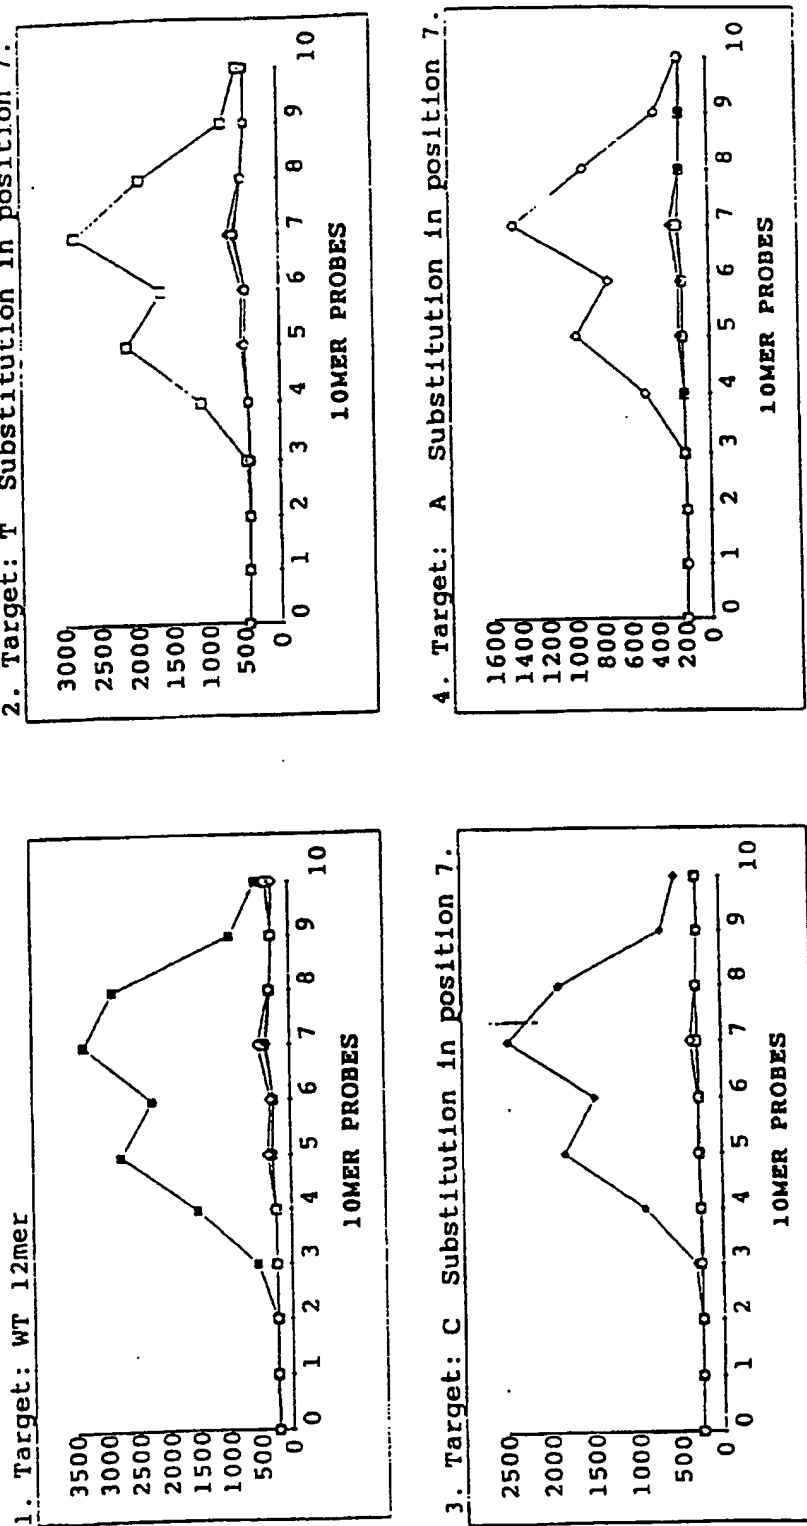 1. Target: WT 12mer
3500
3000
2500
2000
1500
1000
500
0
0 1 2 3 4 5 6 7 8 9 10
10MER PROBES
2. Target: T Substitution in position 7.
3000
2500
2000
1500
1000
500
0
0 1 2 3 4 5 6 7 8 9 10
10MER PROBES
3. Target: C Substitution in position 7.
2500
2000
1500
1000
500
0
0 1 2 3 4 5 6 7 8 9 10
10MER PROBES
4. Target: A Substitution in position 7.
1600
1400
1200
1000
800
600
400
200
0
0 1 2 3 4 5 6 7 8 9 10
10MER PROBES